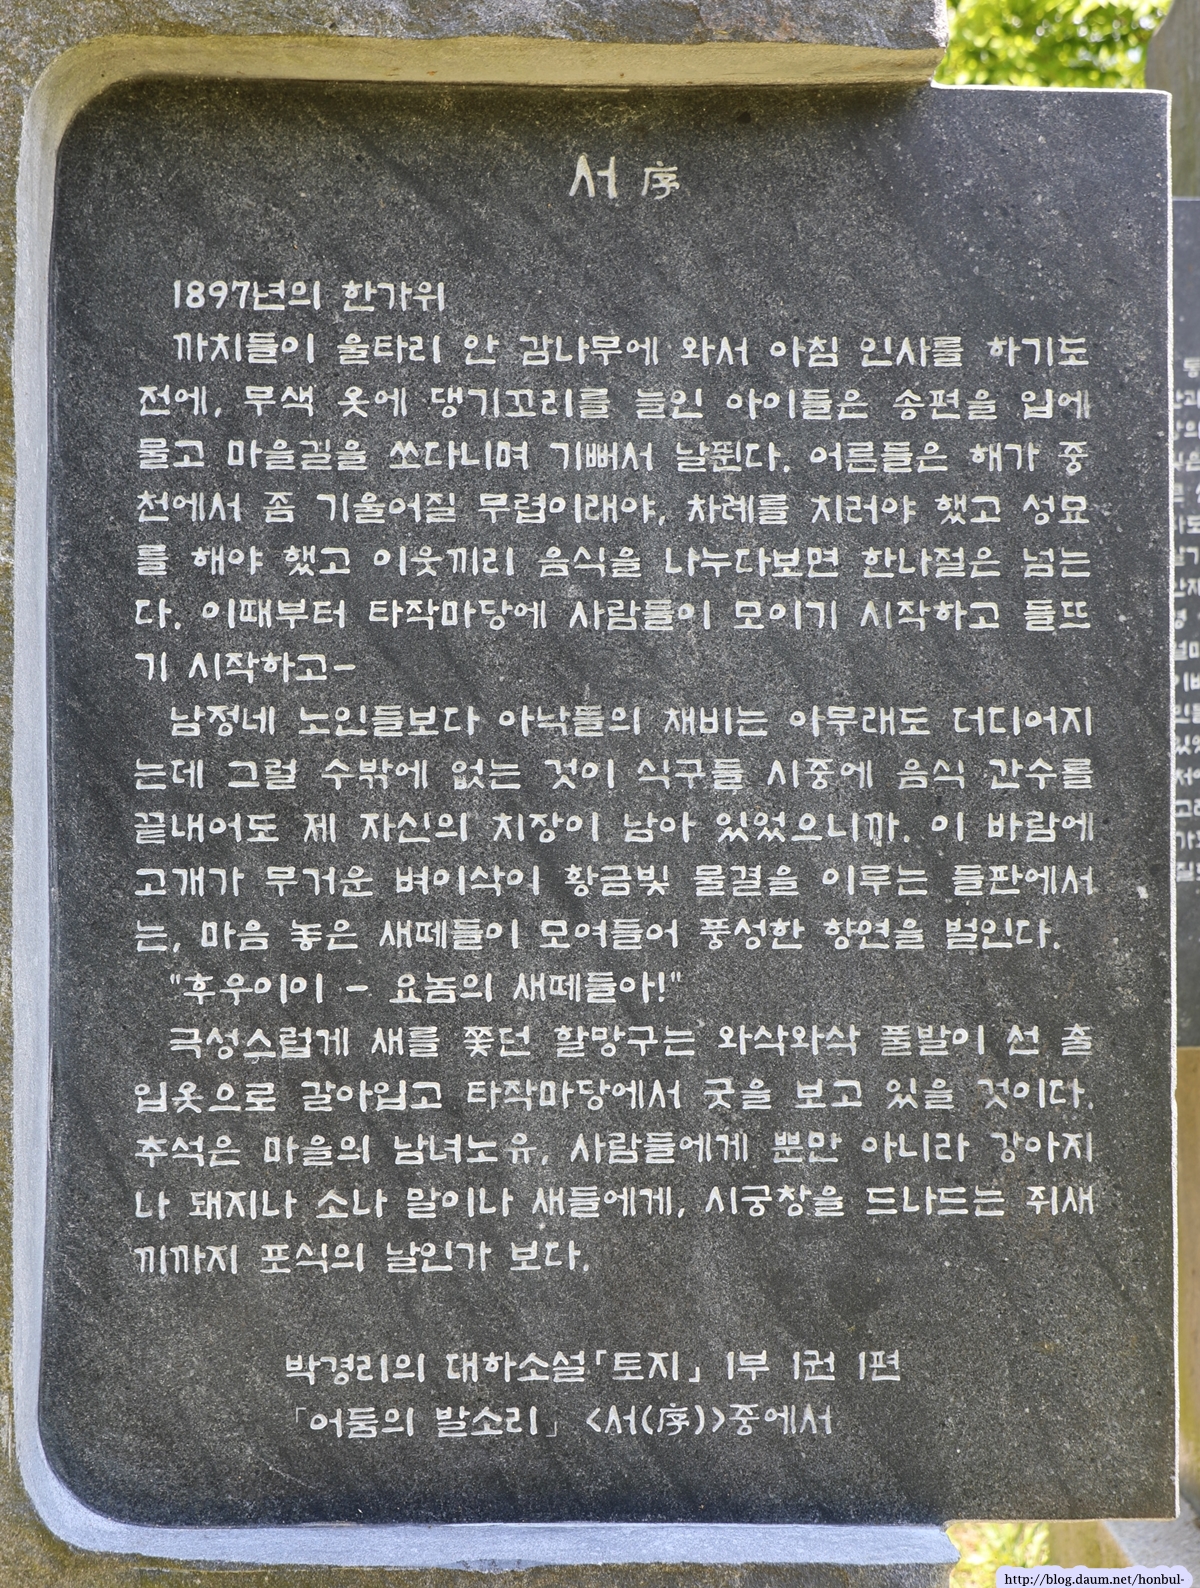 서 序
1897년의 한가위
까치들이 울타리 안 감나무에 와서 아침 인사를 하기도
전에, 무색 옷에 댕기꼬리를 늘인 아이들은 송편을 입에
물고 마을길을 쏘다니며 기뻐서 날뛴다. 어른들은 해가 중
천에서 좀 기울어질 무렵이래야, 차례를 치러야 했고 성묘
를 해야 했고 이웃끼리 음식을 나누다보면 한나절은 넘는
다. 이때부터 타작마당에 사람들이 모이기 시작하고 들뜨
기 시작하고-
남정네 노인들보다 아낙들의 채비는 아무래도 더디어지
는데 그럴 수밖에 없는 것이 식구들 시중에 음식 간수를
끝내어도 제 자신의 치장이 남아 있었으니까. 이 바람에
고개가 무거운 벼이삭이 황금빛 물결을 이루는 들판에서
는, 마음 놓은 새떼들이 모여들어 풍성한 향연을 벌인다.
"후우이이 - 요놈의 새떼들아!"
극성스럽게 새를 쫓던 할망구는 와삭와삭 풀발이 선 출
입옷으로 갈아입고 타작마당에서 굿을 보고 있을 것이다.
추석은 마을의 남녀노유, 사람들에게 뿐만 아니라 강아지
나 돼지나 소나 말이나 새들에게, 시궁창을 드나드는 쥐새
끼까지 포식의 날인가 보다.
박경리의 대하소설「토지」1부 1권 1편
「어둠의 발소리」<서(序)>중에서
http://blog.daum.net/honbul-